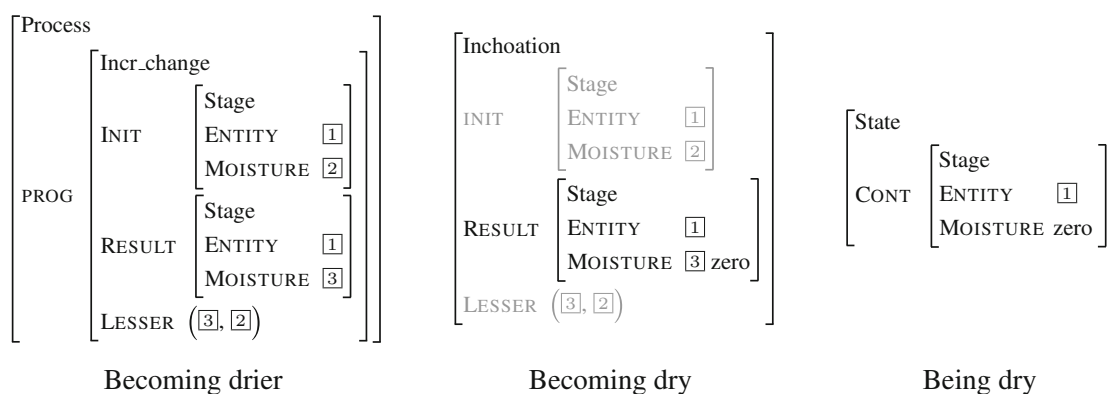 Process
PROG
Incr_change
INIT
Stage
ENTITY 1
MOISTURE 2
RESULT
Stage
ENTITY 1
MOISTURE 3
LESSER (3, 2)
Becoming drier
Inchoation
INIT
Stage
ENTITY 1
MOISTURE 2
RESULT
Stage
ENTITY 1
MOISTURE 3 zero
LESSER (3, 2)
Becoming dry
State
CONT
Stage
ENTITY 1
MOISTURE zero
Being dry